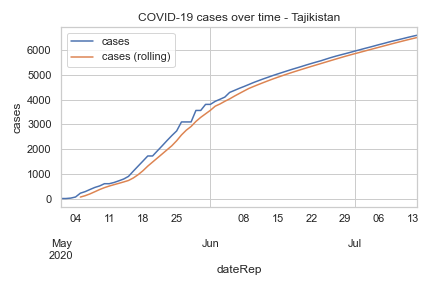 COVID-19 cases over time - Tajikistan
cases
cases (rolling)
6000
5000
4000
3000
2000
1000
0
cases
04 11 18 25 08 15 22 29 06 13
May Jun Jul
2020
dateRep